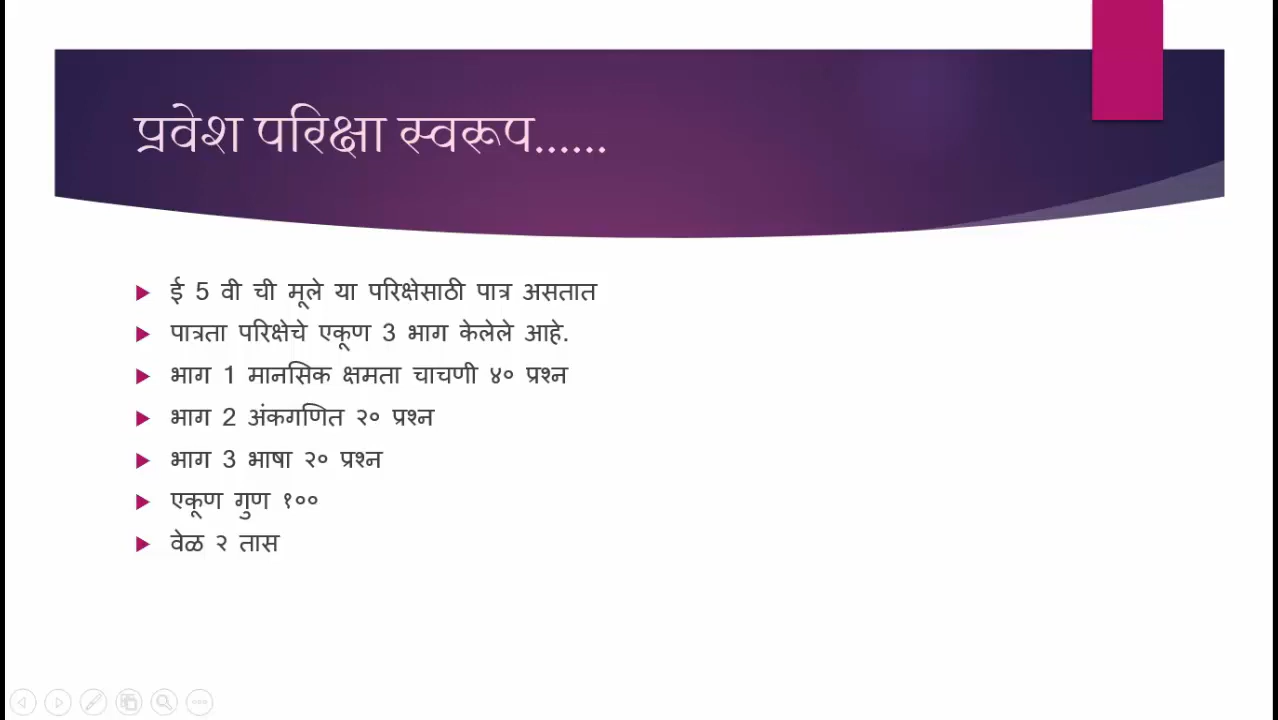 प्रवेश परिक्षा स्वरूप......
ई 5 वी ची मूले या परिक्षेसाठी पात्र असतात
पात्रता परिक्षेचे एकूण 3 भाग केलेले आहे.
भाग 1 मानसिक क्षमता चाचणी ४० प्रश्न
भाग 2 अंकगणित २० प्रश्न
भाग 3 भाषा २० प्रश्न
एकूण गुण १००
वेळ २ तास